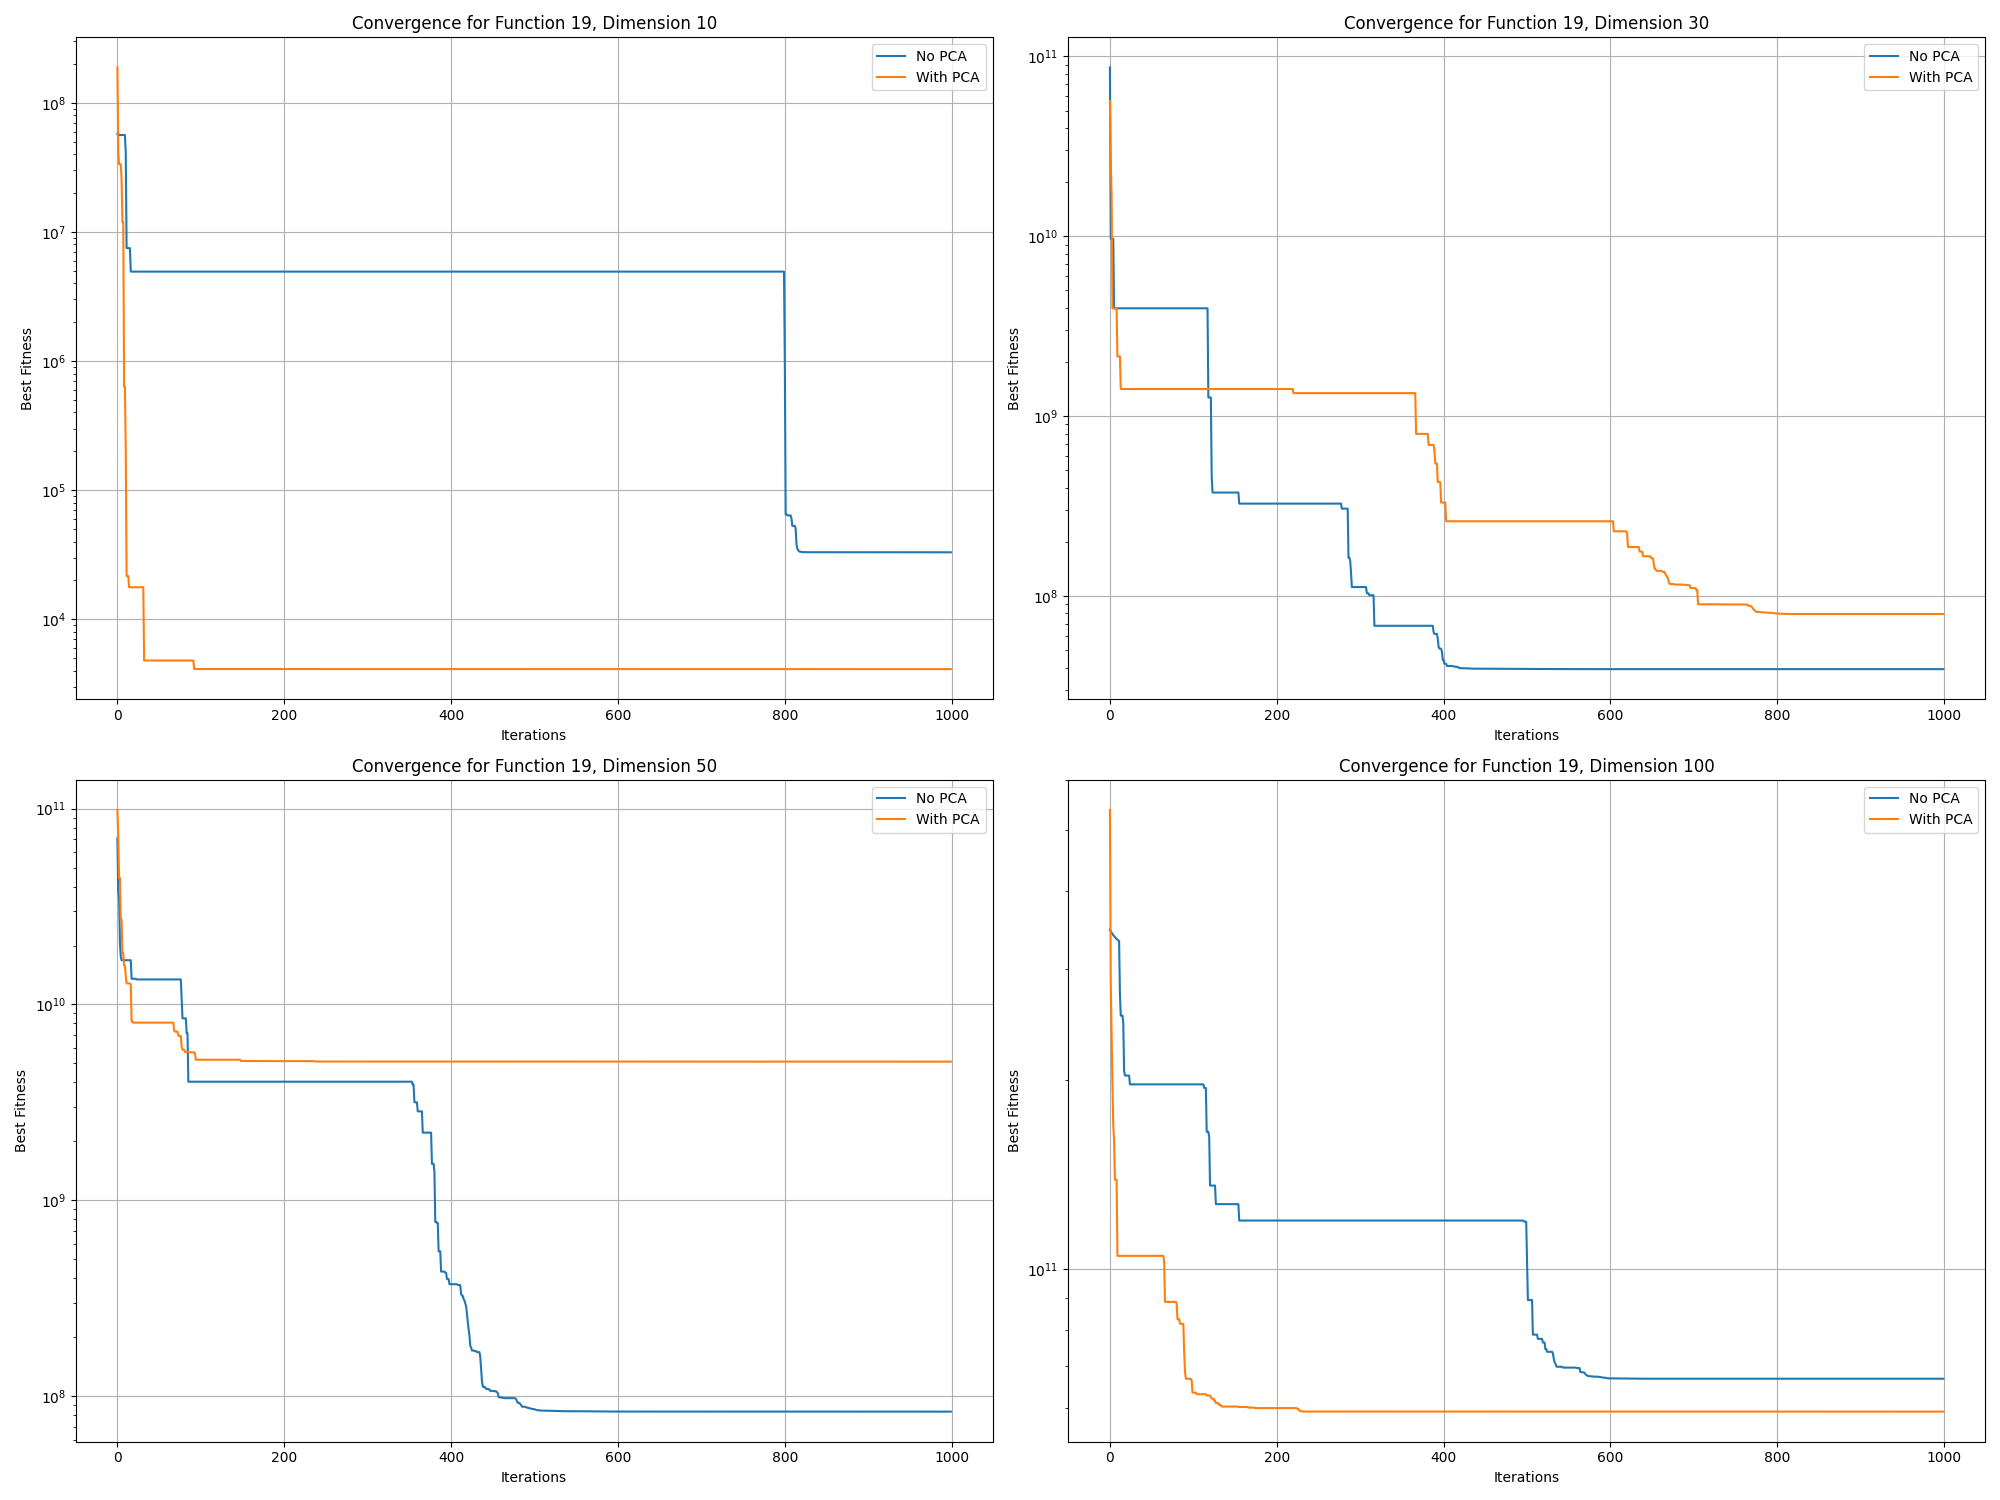 Convergence for Function 19, Dimension 10
No PCA
With PCA
10^8
10^7
10^6
10^5
10^4
Best Fitness
0 200 400 600 800 1000
Iterations
Convergence for Function 19, Dimension 30
No PCA
With PCA
10^11
10^10
10^9
10^8
Best Fitness
0 200 400 600 800 1000
Iterations
Convergence for Function 19, Dimension 50
No PCA
With PCA
10^11
10^10
10^9
10^8
Best Fitness
0 200 400 600 800 1000
Iterations
Convergence for Function 19, Dimension 100
No PCA
With PCA
10^11
Best Fitness
0 200 400 600 800 1000
Iterations